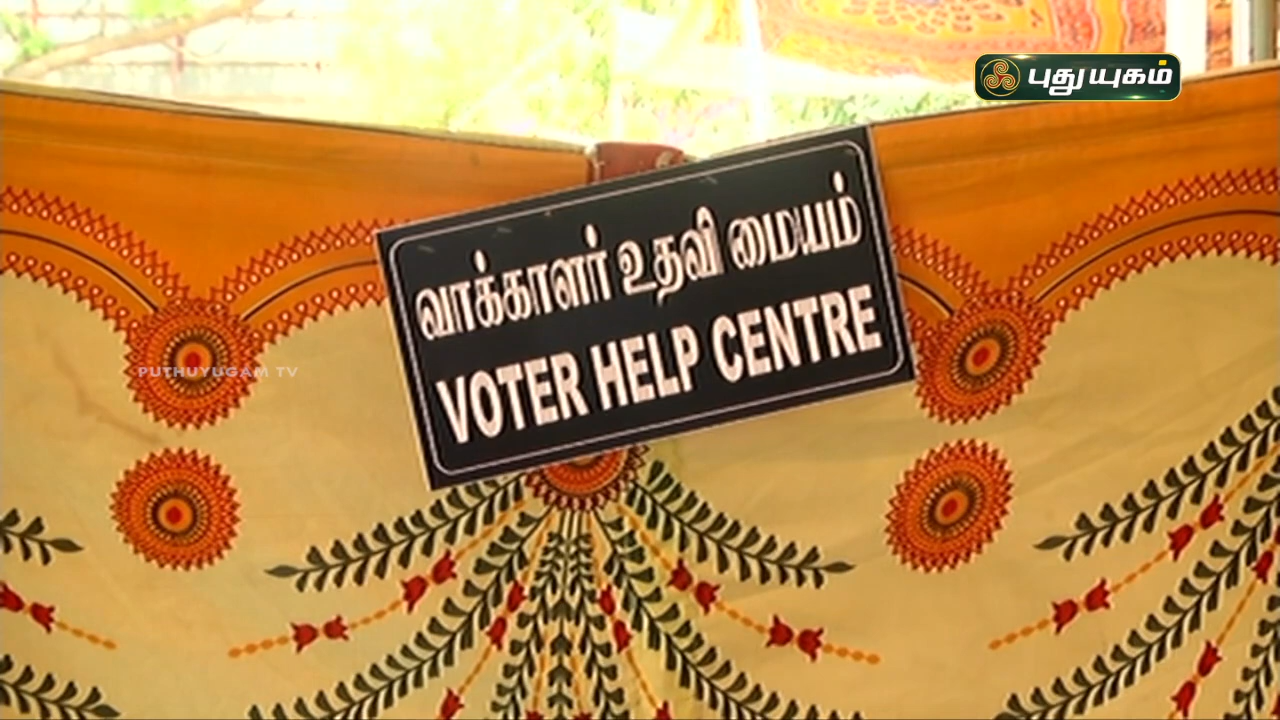 புதுயுகம்
வாக்காளர் உதவி மையம்
VOTER HELP CENTRE
PUTHUYUGAM TV